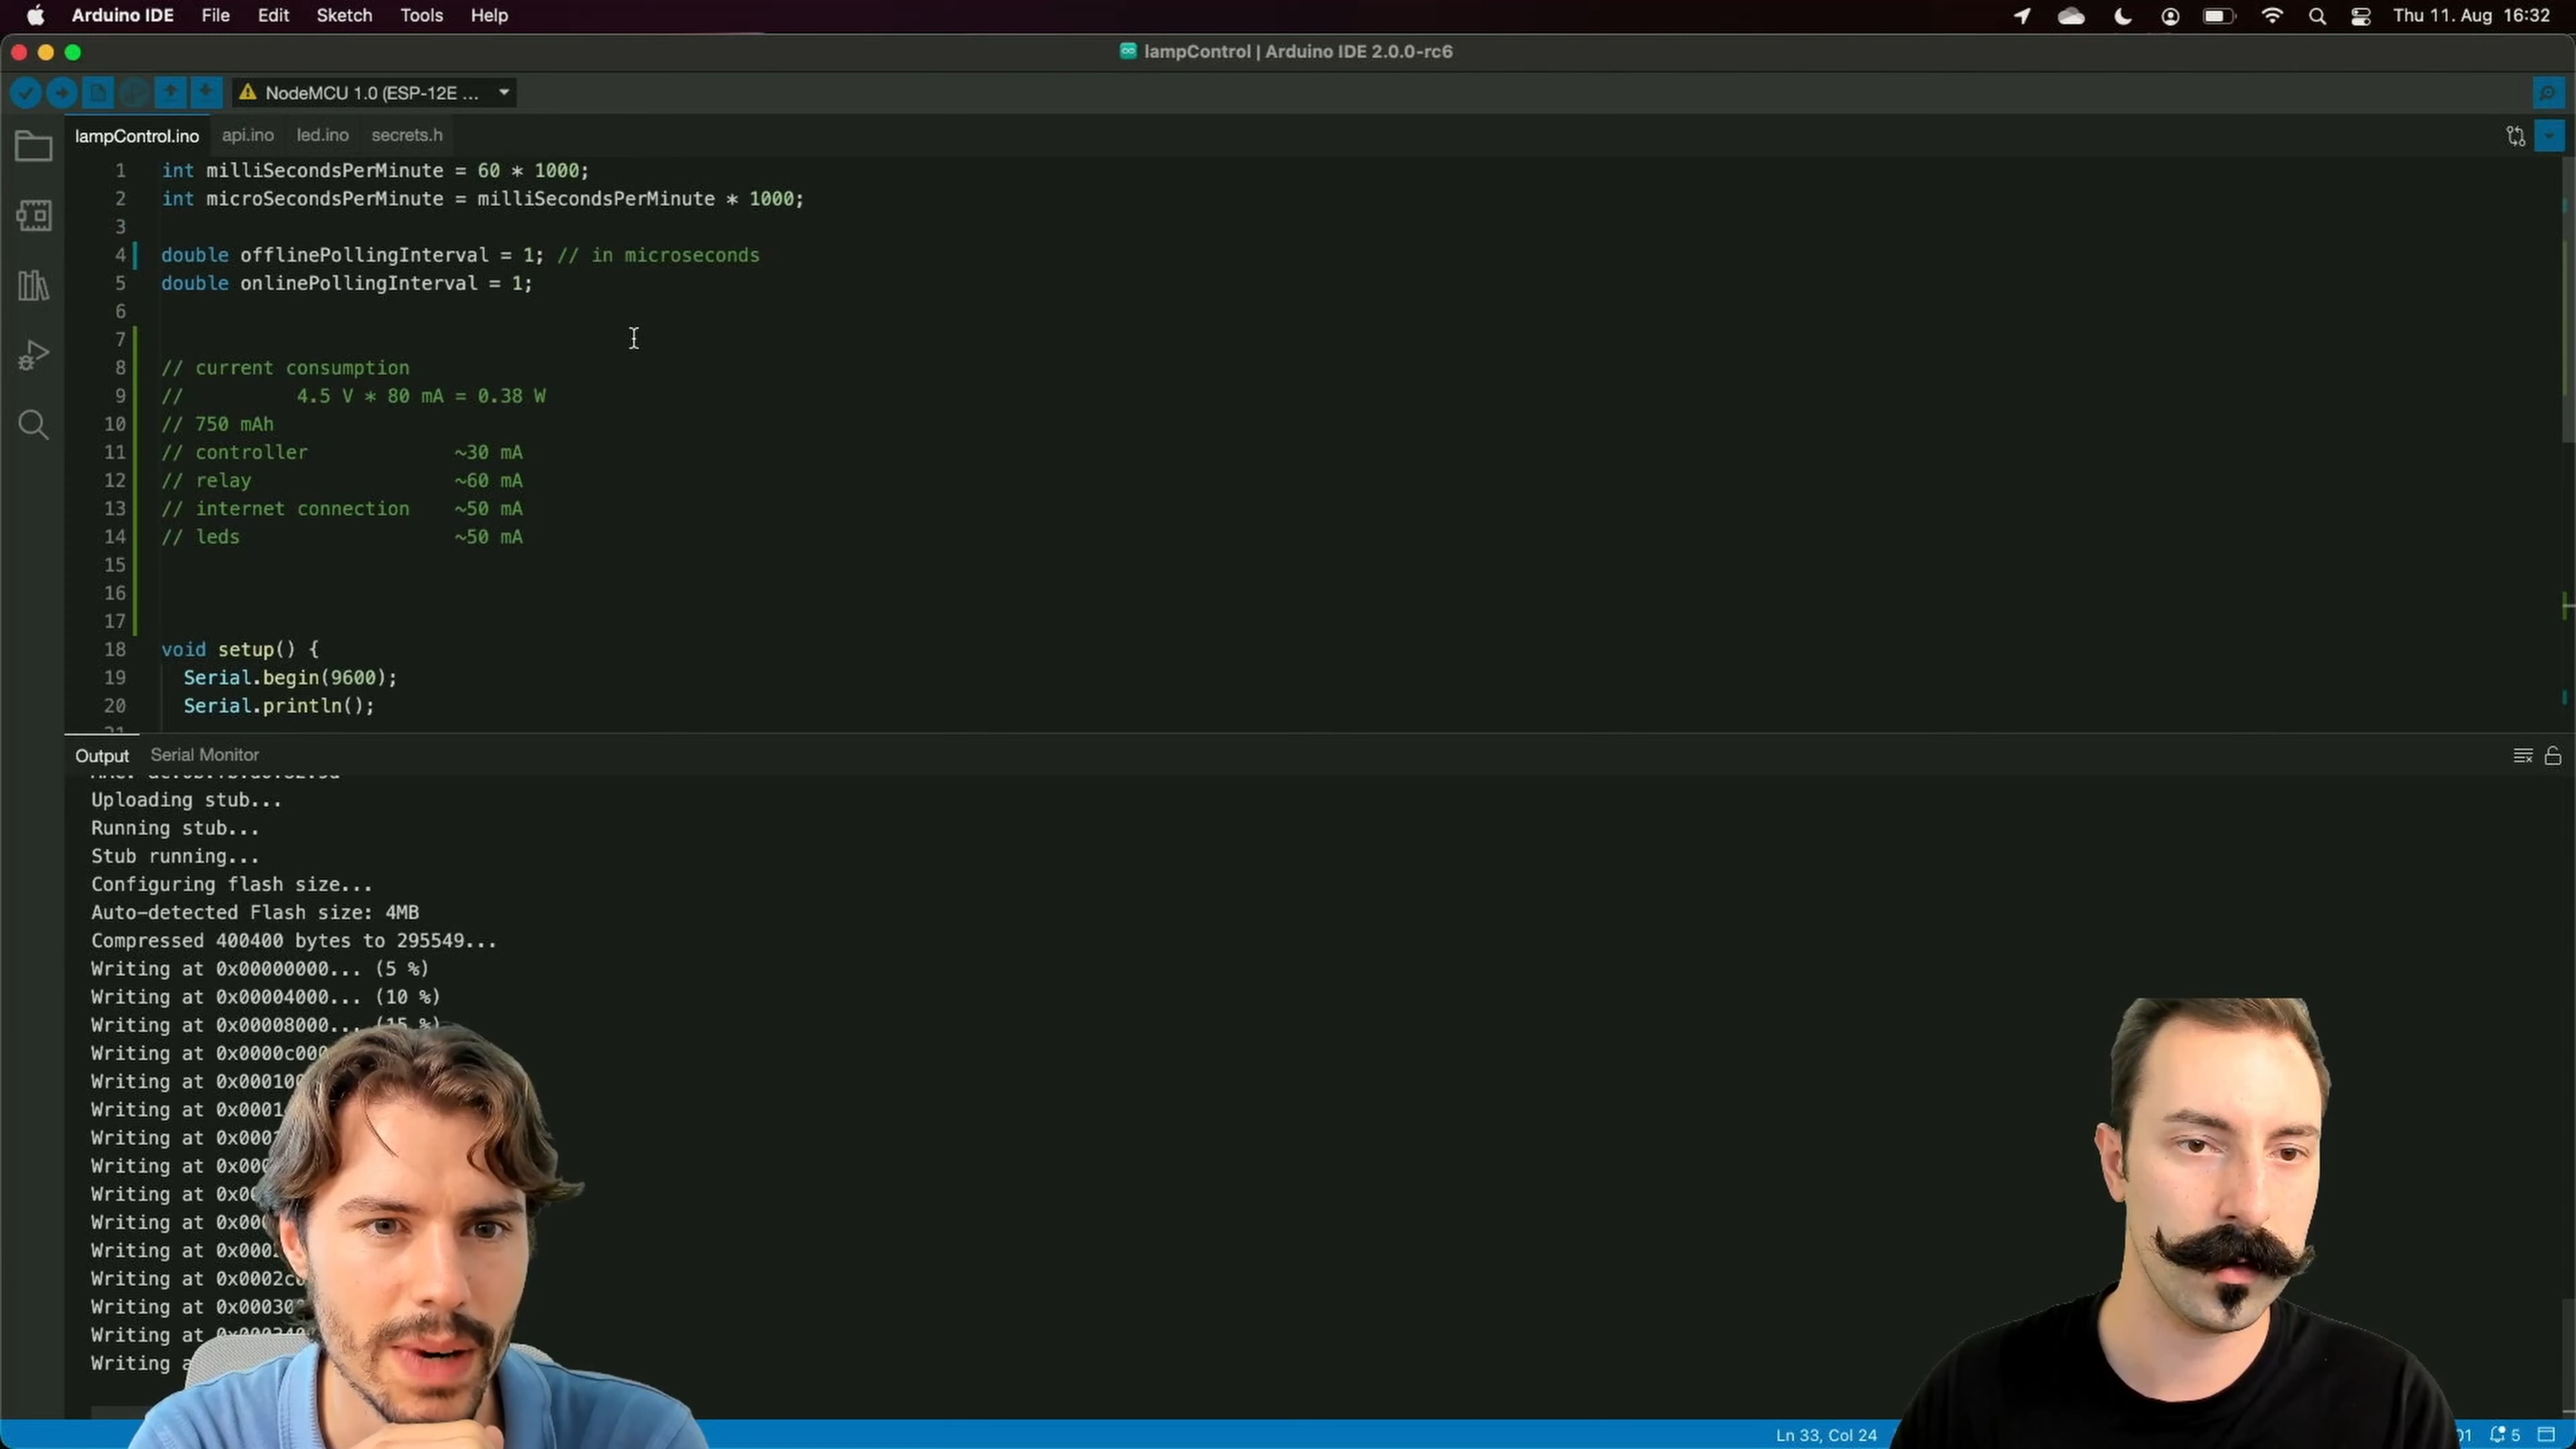 Arduino IDE File Edit Sketch Tools Help
Thu 11. Aug 16:32
lampControl | Arduino IDE 2.0.0-rc6
NodeMCU 1.0 (ESP-12E ...
lampControl.ino api.ino led.ino secrets.h
1 int milliSecondsPerMinute = 60 * 1000;
2 int microSecondsPerMinute = milliSecondsPerMinute * 1000;
3
4 double offlinePollingInterval = 1; // in microseconds
5 double onlinePollingInterval = 1;
6
7
8 // current consumption
9 // 4.5 V * 80 mA = 0.38 W
10 // 750 mAh
11 // controller ~30 mA
12 // relay ~60 mA
13 // internet connection ~50 mA
14 // leds ~50 mA
15
16
17
18 void setup() {
19 Serial.begin(9600);
20 Serial.println();
Output Serial Monitor
Uploading stub...
Running stub...
Stub running...
Configuring flash size...
Auto-detected Flash size: 4MB
Compressed 400400 bytes to 295549...
Writing at 0x00000000... (5 %)
Writing at 0x00004000... (10 %)
Writing at 0x00008000... (15 %)
Writing at 0x0000c000
Writing at
Writing at
Writing at
Writing at
Writing at
Writing at
Writing at
Writing at
Writing at
Writing at
Writing
Ln 33, Col 24
5